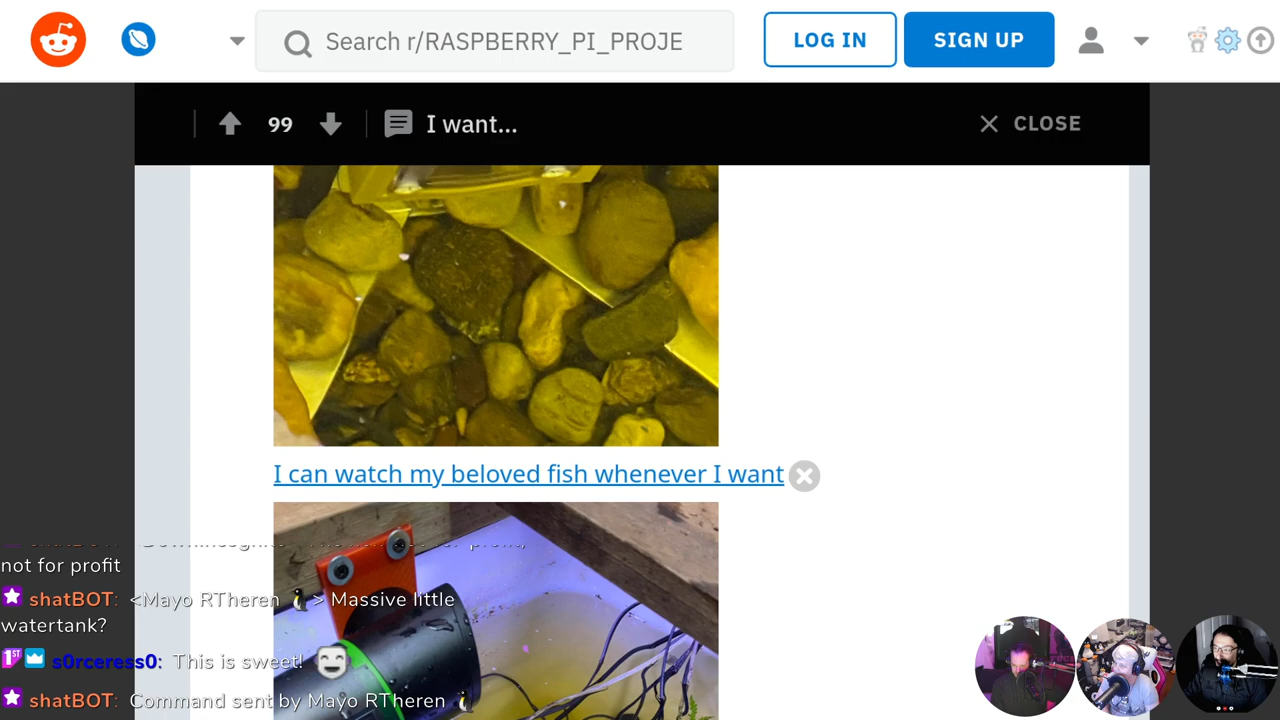 Search r/RASPBERRY_PI_PROJE
LOG IN
SIGN UP
99
I want...
CLOSE
I can watch my beloved fish whenever I want
not for profit
shatBOT: <Mayo RTheren 🐧> Massive little
watertank?
1ST s0rceress0: This is sweet!
shatBOT: Command sent by Mayo RTheren 🐧